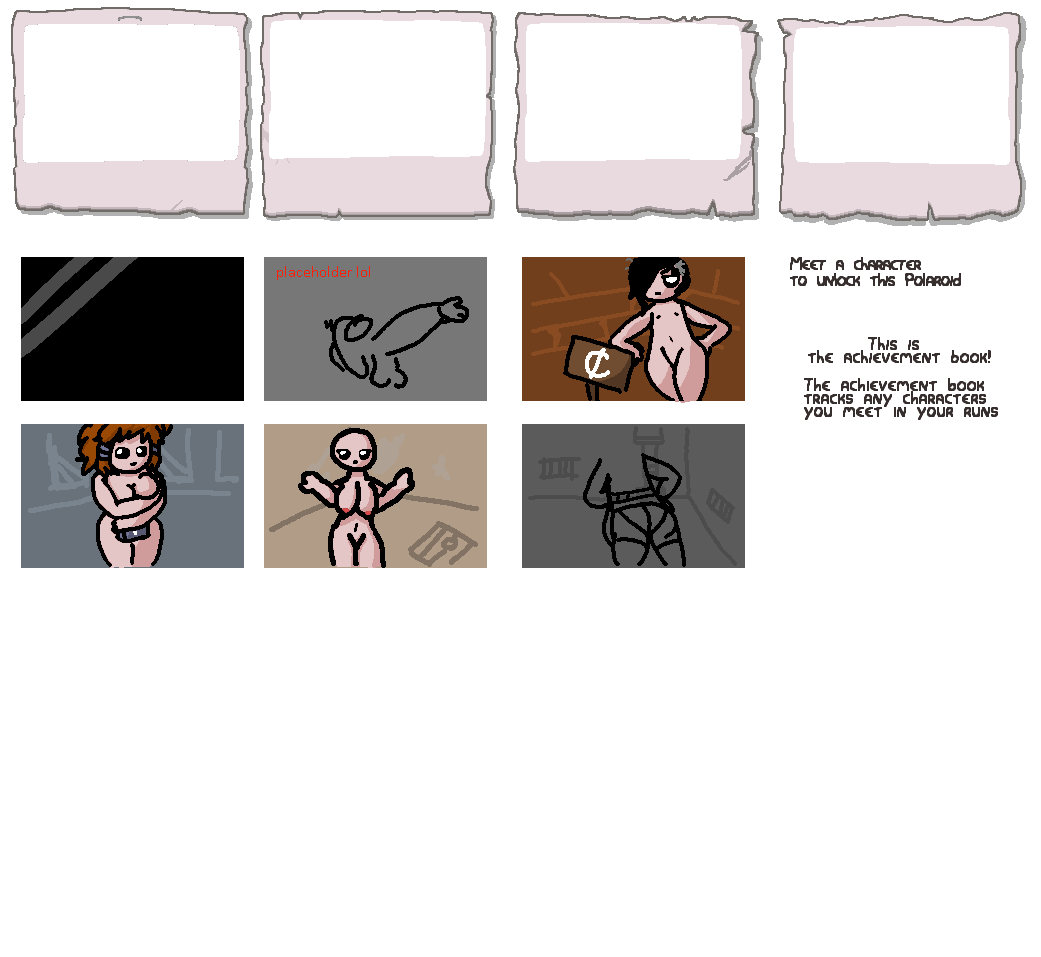 placeholder lol
₵
Meet a character
to unlock this Polaroid
This is
the achievement book!
The achievement book
tracks any characters
you meet in your runs